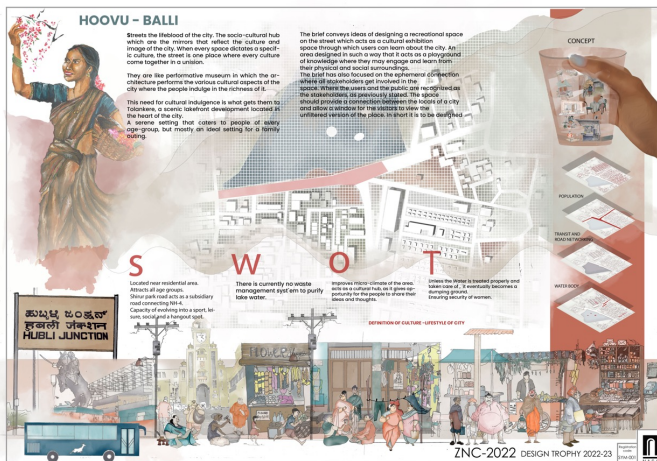 HOOVU - BALLI
Streets the lifeblood of the city. The socio-cultural hub
which are the mirrors that reflect the culture and
image of the city. When every space dictates a specif-
ic culture, the street is one place where every culture
come together in a unision.
They are like performative museum in which the ar-
chitecture performs the various cultural aspects of the
city where the people indulge in the richness of it.
This need for cultural indulgence is what gets them to
Tolankere, a scenic lakefront development located in
the heart of the city.
A serene setting that caters to people of every
age-group, but mostly an ideal setting for a family
outing.
The brief conveys ideas of designing a recreational space
on the street which acts as a cultural exhibition
space through which users can learn about the city. An
area designed in such a way that it acts as a playground
of knowledge where they may engage and learn from
their physical and social surroundings.
The brief has also focused on the ephemeral connection
where all stakeholders get involved in the
space. Where the users and the public are recognized as
the stakeholders, as previously stated. The space
should provide a connection between the locals of a city
and allow a window for the visitors to view the
unfiltered version of the place. In short it is to be designed
CONCEPT
POPULATION
TRANSIT AND
ROAD NETWORKING
WATER BODY
S
Located near residential area.
Attracts all age groups.
Shirur park road acts as a subsidiary
road connecting NH-4.
Capacity of evolving into a sport, lei-
sure, social and a hangout spot.
W
There is currently no waste
management syst'em to purify
lake water.
O
Improves micro-climate of the area.
acts as a cultural hub, as it gives op-
portunity for the people to share their
ideas and thoughts.
T
Unless the Water is treated properly and
taken care of , it eventually becomes a
dumping ground.
Ensuring security of women.
DEFINITION OF CULTURE -LIFESTYLE OF CITY
ಹುಬ್ಬಳ್ಳಿ ಜಂಕ್ಷನ್
हुबली जंक्शन
HUBLI JUNCTION
ZNC-2022 DESIGN TROPHY 2022-23